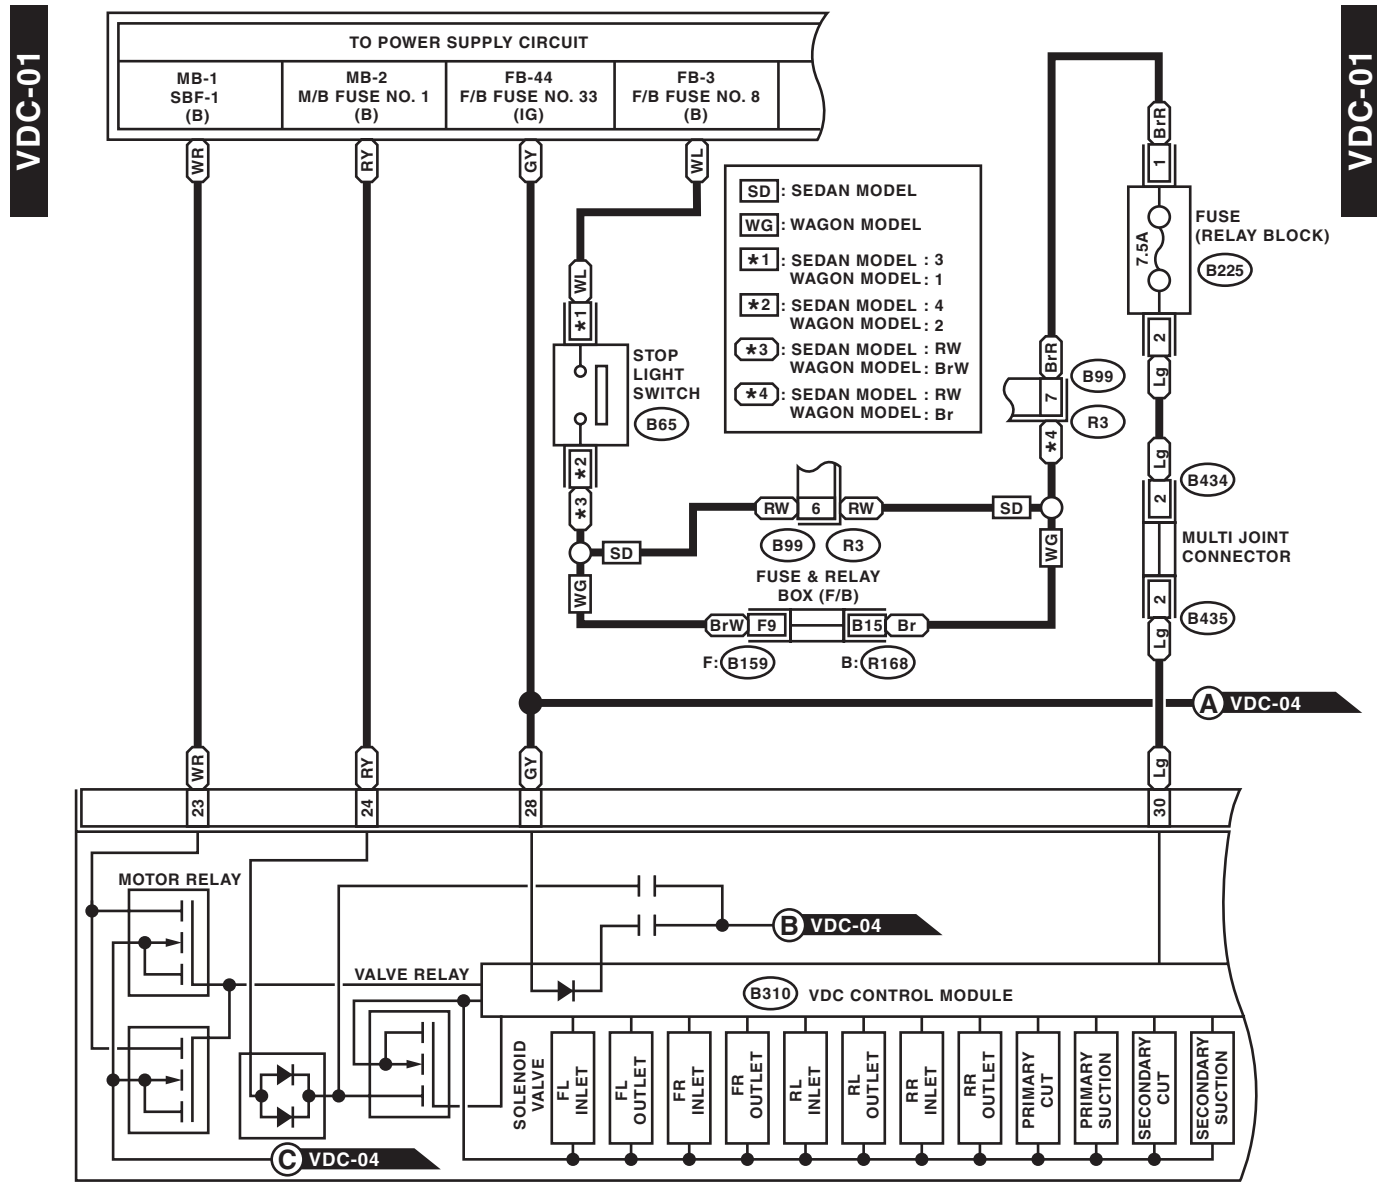 VDC-01
VDC-01
TO POWER SUPPLY CIRCUIT
MB-1
SBF-1
(B)
MB-2
M/B FUSE NO. 1
(B)
FB-44
F/B FUSE NO. 33
(IG)
FB-3
F/B FUSE NO. 8
(B)
WR
RY
GY
WL
SD : SEDAN MODEL
WG : WAGON MODEL
*1 : SEDAN MODEL : 3
WAGON MODEL : 1
*2 : SEDAN MODEL : 4
WAGON MODEL : 2
*3 : SEDAN MODEL : RW
WAGON MODEL : BrW
*4 : SEDAN MODEL : RW
WAGON MODEL : Br
BrR
1
7.5A
FUSE
(RELAY BLOCK)
B225
2
Lg
WL
*1
STOP
LIGHT
SWITCH
B65
*2
*3
BrR
7
B99
R3
*4
Lg
B434
2
MULTI JOINT
CONNECTOR
2
B435
Lg
SD
RW
6
RW
SD
B99
R3
WG
WG
FUSE & RELAY
BOX (F/B)
BrW
F9
B15
Br
F: B159
B: R168
A VDC-04
WR
RY
GY
Lg
23
24
28
30
MOTOR RELAY
B VDC-04
VALVE RELAY
B310 VDC CONTROL MODULE
SOLENOID
VALVE
FL
INLET
FL
OUTLET
FR
INLET
FR
OUTLET
RL
INLET
RL
OUTLET
RR
INLET
RR
OUTLET
PRIMARY
CUT
PRIMARY
SUCTION
SECONDARY
CUT
SECONDARY
SUCTION
C VDC-04